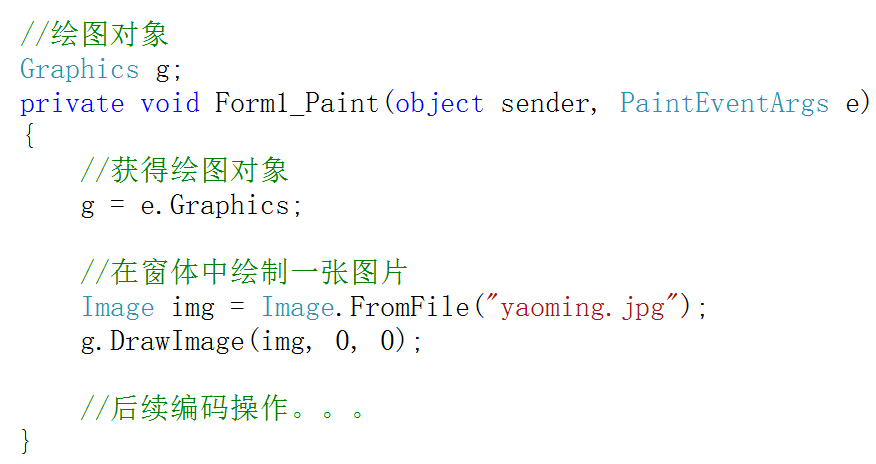 //绘图对象
Graphics g;
private void Form1_Paint(object sender, PaintEventArgs e)
{
    //获得绘图对象
    g = e.Graphics;

    //在窗体中绘制一张图片
    Image img = Image.FromFile("yaoming.jpg");
    g.DrawImage(img, 0, 0);

    //后续编码操作。。。
}